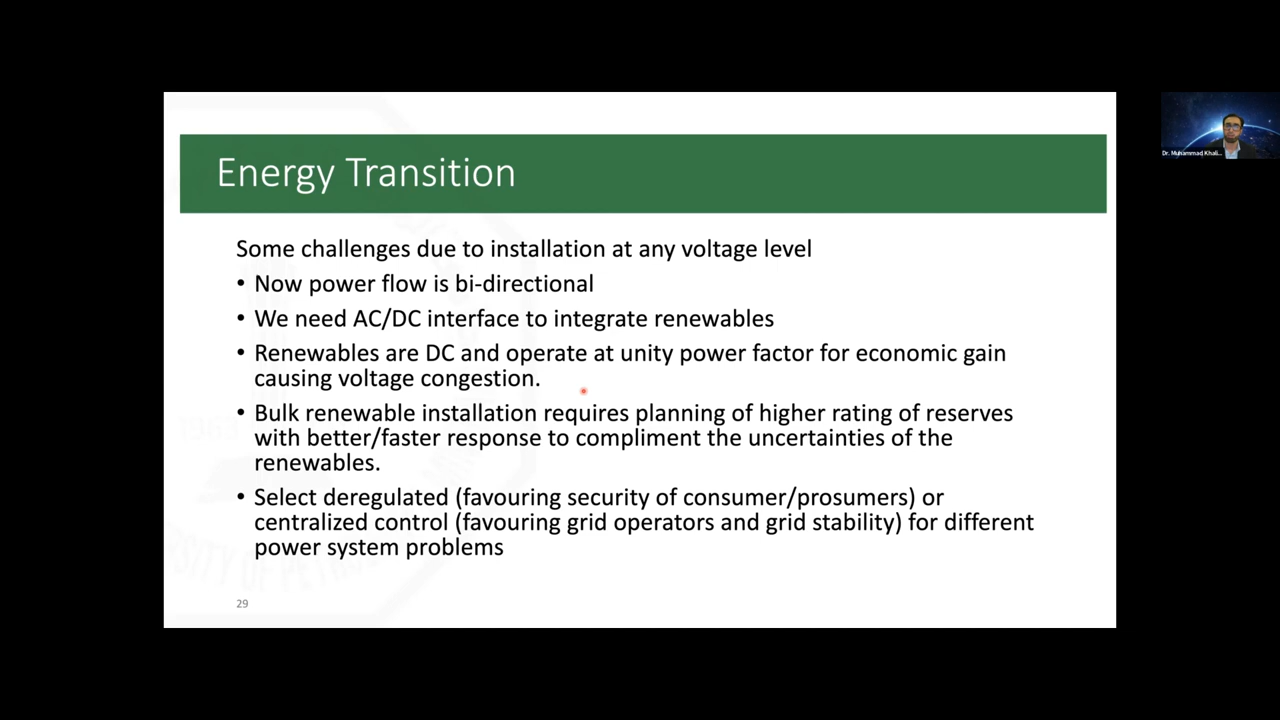 Energy Transition
Some challenges due to installation at any voltage level
• Now power flow is bi-directional
• We need AC/DC interface to integrate renewables
• Renewables are DC and operate at unity power factor for economic gain
causing voltage congestion.
• Bulk renewable installation requires planning of higher rating of reserves
with better/faster response to compliment the uncertainties of the
renewables.
• Select deregulated (favouring security of consumer/prosumers) or
centralized control (favouring grid operators and grid stability) for different
power system problems
29
Dr. Muhammad Khali...